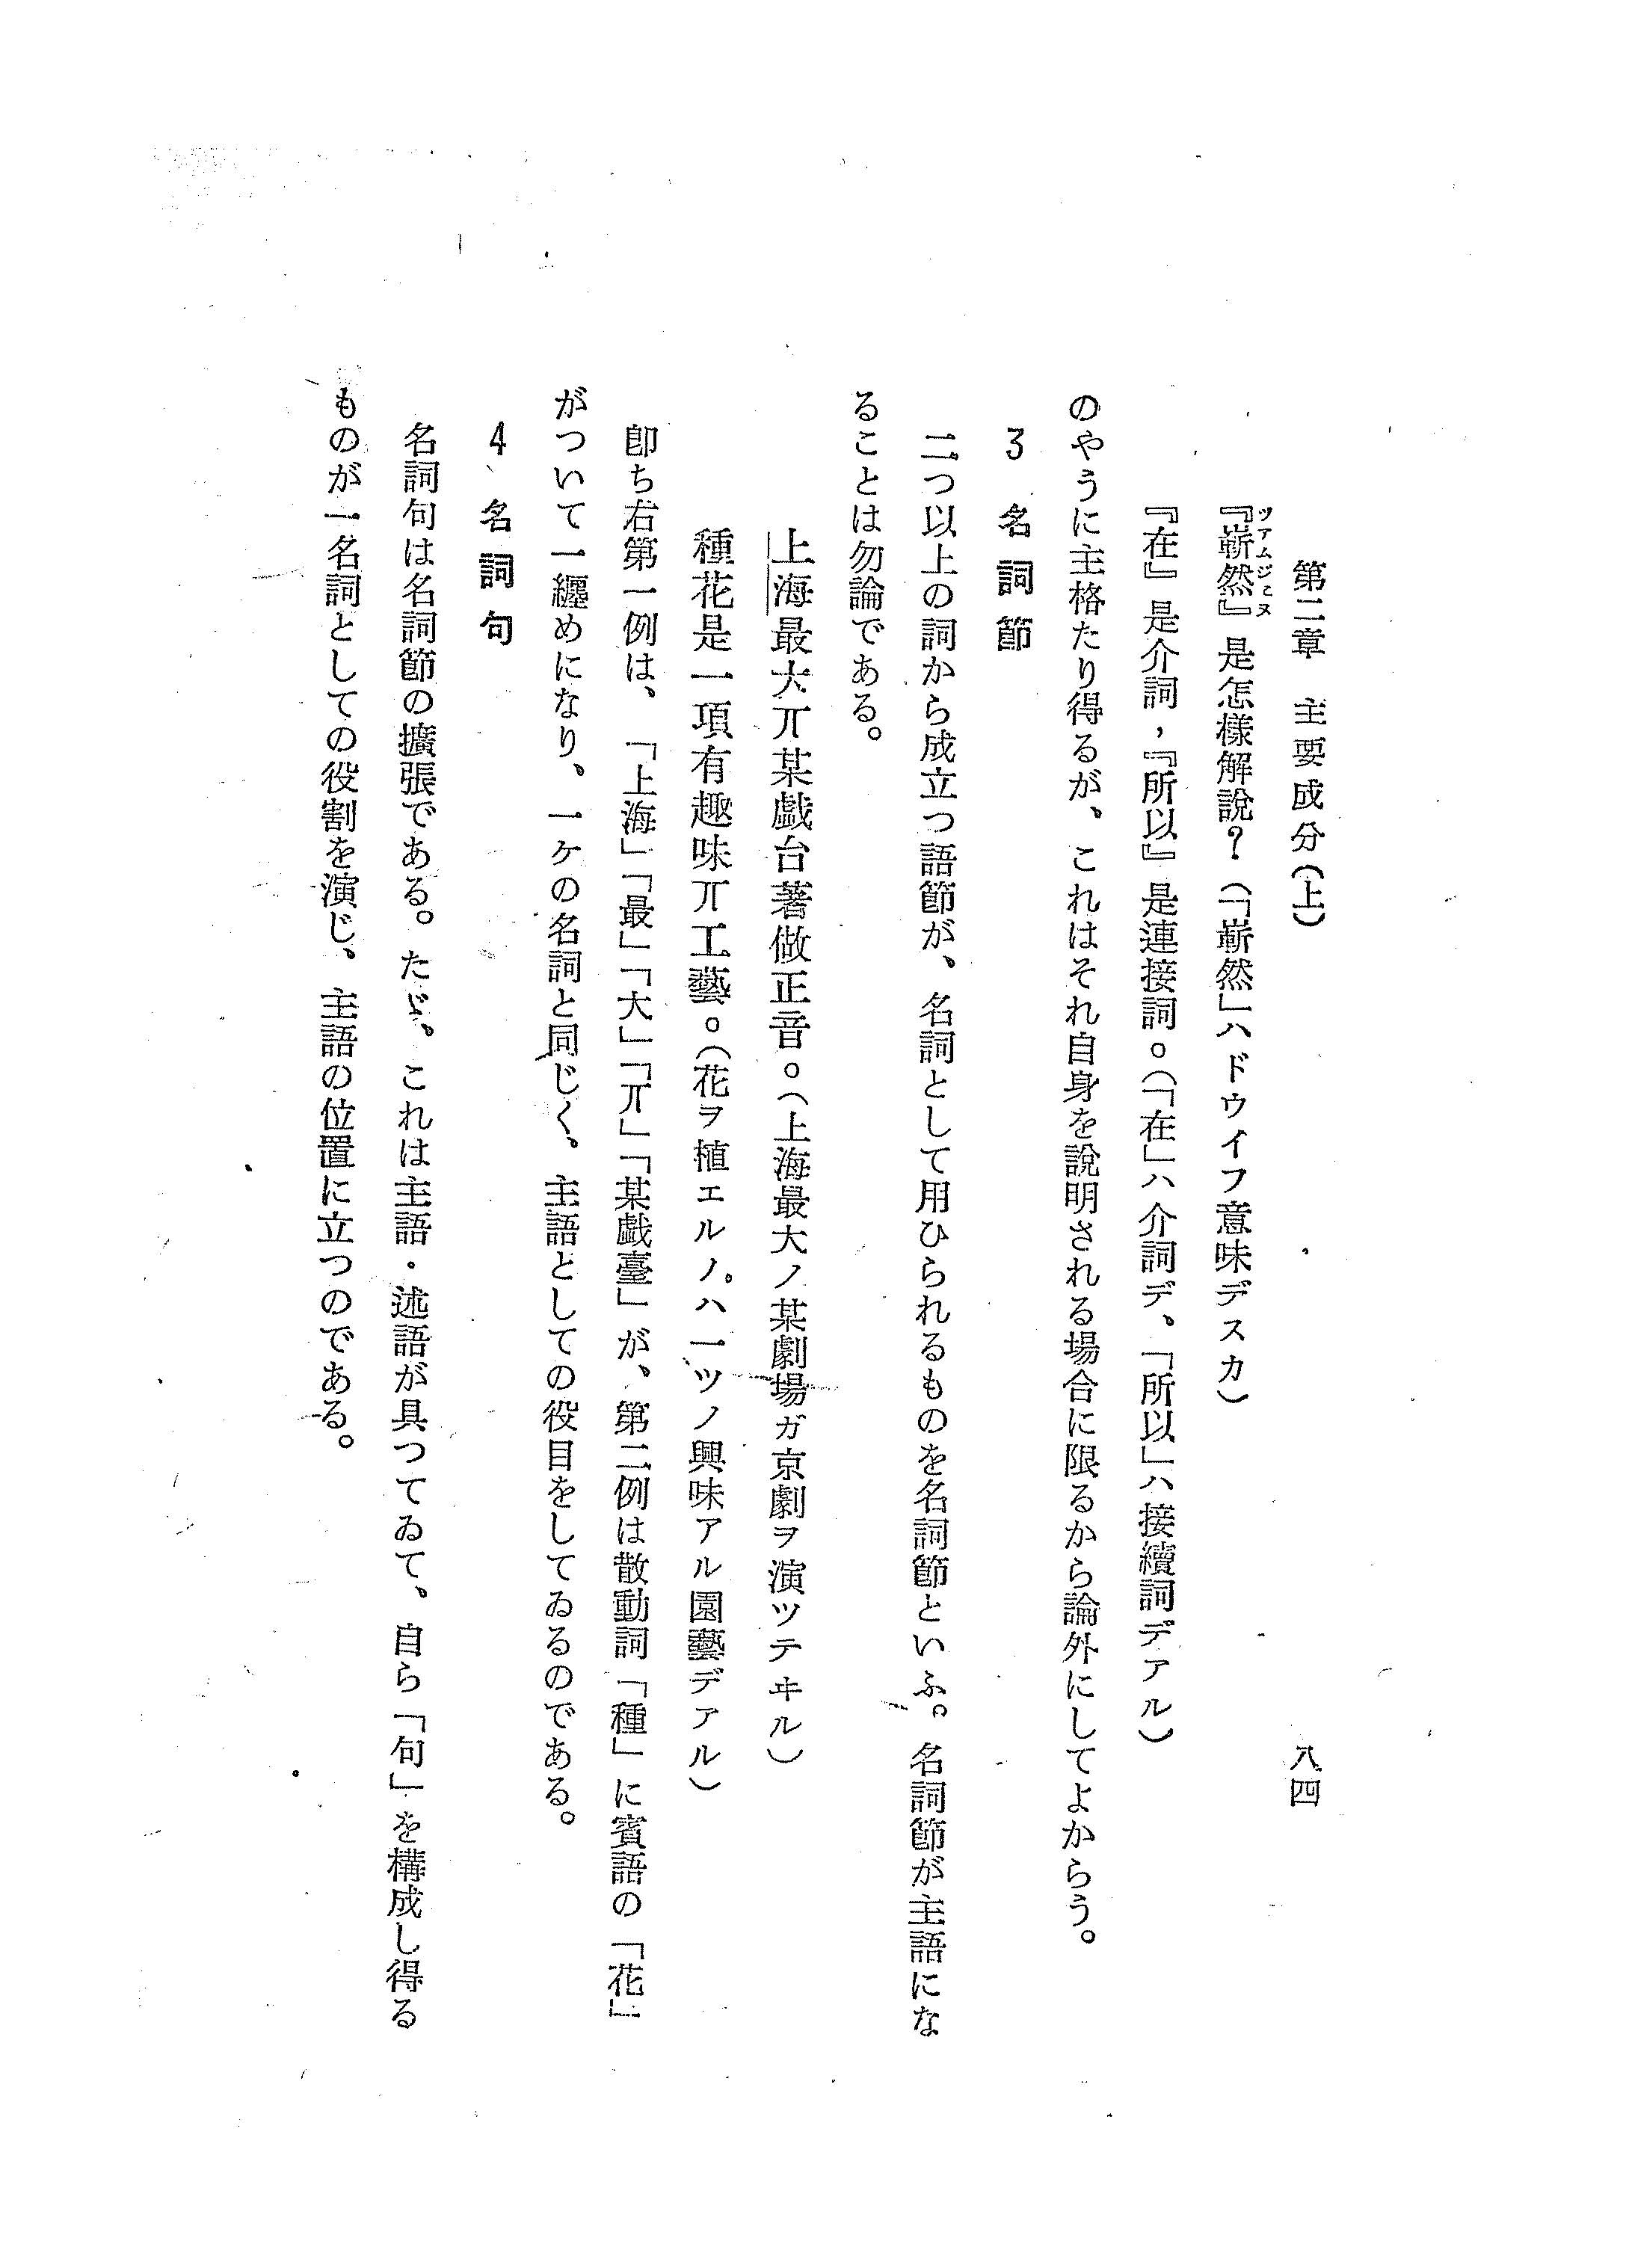 第二章　主要成分(上)　八四
『嶄然』是怎樣解說？(「嶄然」ハドウイフ意味デスカ)
ツアムジェヌ
『在』是介詞，『所以』是連接詞。(「在」ハ介詞デ、「所以」ハ接續詞デアル)
のやうに主格たり得るが、これはそれ自身を說明される場合に限るから論外にしてよからう。
3　名詞節
二つ以上の詞から成立つ語節が、名詞として用ひられるものを名詞節といふ。名詞節が主語にな
ることは勿論である。
上海最大丌某戯台著做正音。(上海最大ノ某劇場ガ京劇ヲ演ツテヰル)
種花是一項有趣味丌工藝。(花ヲ植エルノハ一ツノ興味アル園藝デアル)
卽ち右第一例は、「上海」「最」「大」「丌」「某戯臺」が、第二例は散動詞「種」に賓語の「花」
がついて一纒めになり、一ケの名詞と同じく、主語としての役目をしてゐるのである。
4　名詞句
名詞句は名詞節の擴張である。たゞ、これは主語・述語が具つてゐて、自ら「句」を構成し得る
ものが一名詞としての役割を演じ、主語の位置に立つのである。